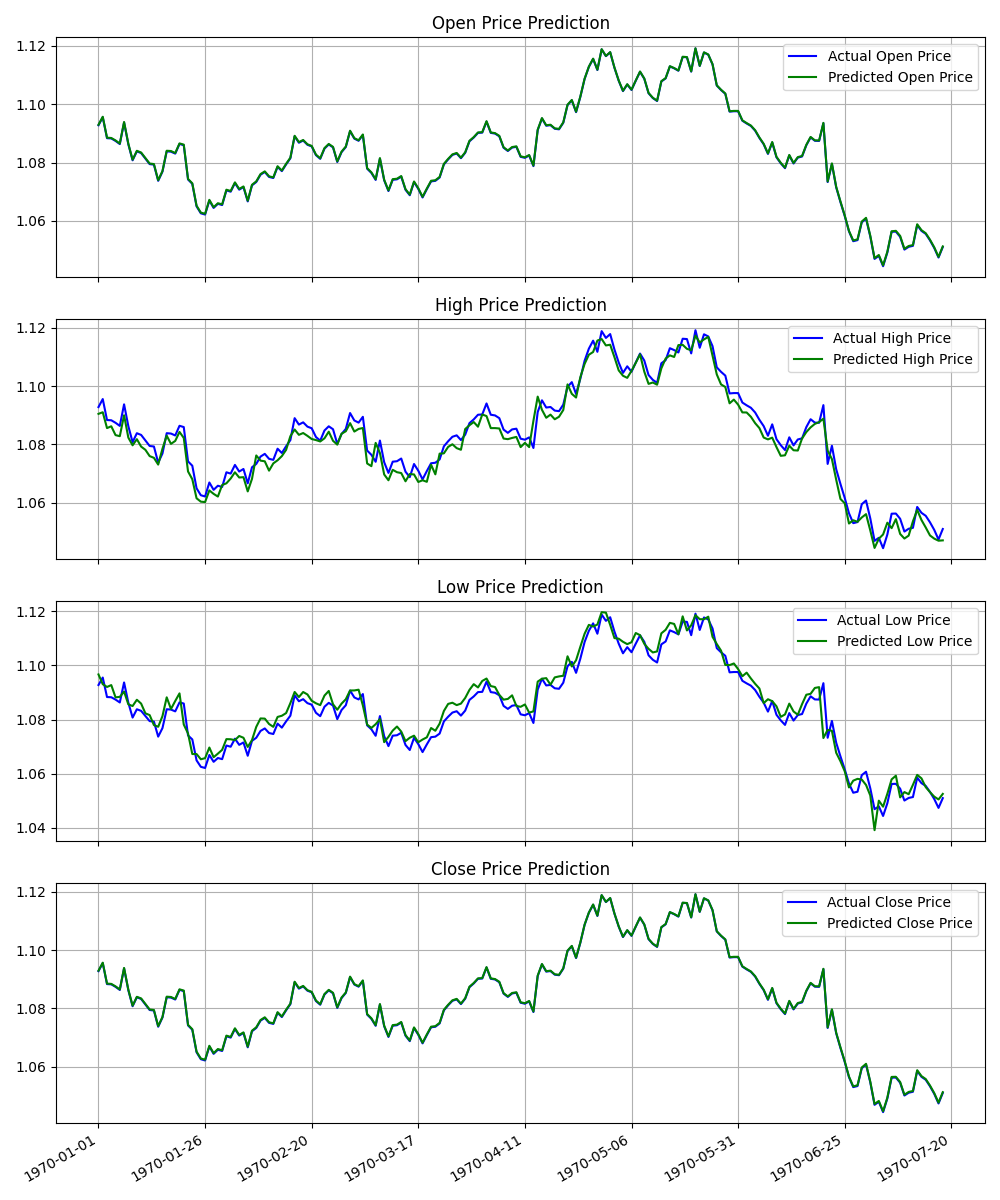 Open Price Prediction
1.12
1.10
1.08
1.06
Actual Open Price
Predicted Open Price
High Price Prediction
1.12
1.10
1.08
1.06
Actual High Price
Predicted High Price
Low Price Prediction
1.12
1.10
1.08
1.06
1.04
Actual Low Price
Predicted Low Price
Close Price Prediction
1.12
1.10
1.08
1.06
Actual Close Price
Predicted Close Price
1970-01-01
1970-01-26
1970-02-20
1970-03-17
1970-04-11
1970-05-06
1970-05-31
1970-06-25
1970-07-20